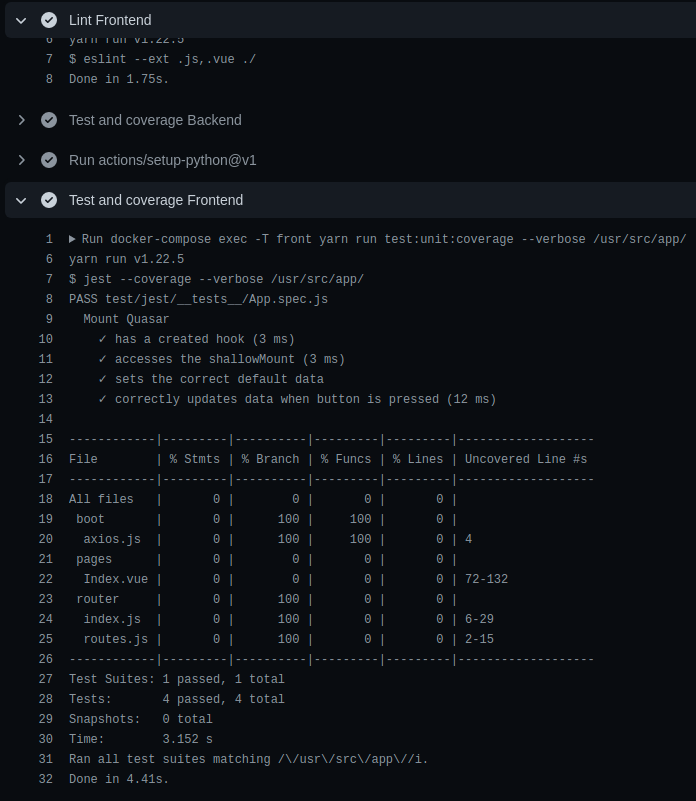 Lint Frontend
6 yarn run v1.22.5
7 $ eslint --ext .js,.vue ./
8 Done in 1.75s.
Test and coverage Backend
Run actions/setup-python@v1
Test and coverage Frontend
1 ▶ Run docker-compose exec -T front yarn run test:unit:coverage --verbose /usr/src/app/
6 yarn run v1.22.5
7 $ jest --coverage --verbose /usr/src/app/
8 PASS test/jest/__tests__/App.spec.js
9   Mount Quasar
10     ✓ has a created hook (3 ms)
11     ✓ accesses the shallowMount (3 ms)
12     ✓ sets the correct default data
13     ✓ correctly updates data when button is pressed (12 ms)
14
15 ------------|---------|----------|---------|---------|-------------------
16 File        | % Stmts | % Branch | % Funcs | % Lines | Uncovered Line #s
17 ------------|---------|----------|---------|---------|-------------------
18 All files   |       0 |        0 |       0 |       0 |
19  boot       |       0 |      100 |     100 |       0 |
20   axios.js  |       0 |      100 |     100 |       0 | 4
21  pages      |       0 |        0 |       0 |       0 |
22   Index.vue |       0 |        0 |       0 |       0 | 72-132
23  router     |       0 |      100 |       0 |       0 |
24   index.js  |       0 |      100 |       0 |       0 | 6-29
25   routes.js |       0 |      100 |       0 |       0 | 2-15
26 ------------|---------|----------|---------|---------|-------------------
27 Test Suites: 1 passed, 1 total
28 Tests:       4 passed, 4 total
29 Snapshots:   0 total
30 Time:        3.152 s
31 Ran all test suites matching /\/usr\/src\/app\//i.
32 Done in 4.41s.